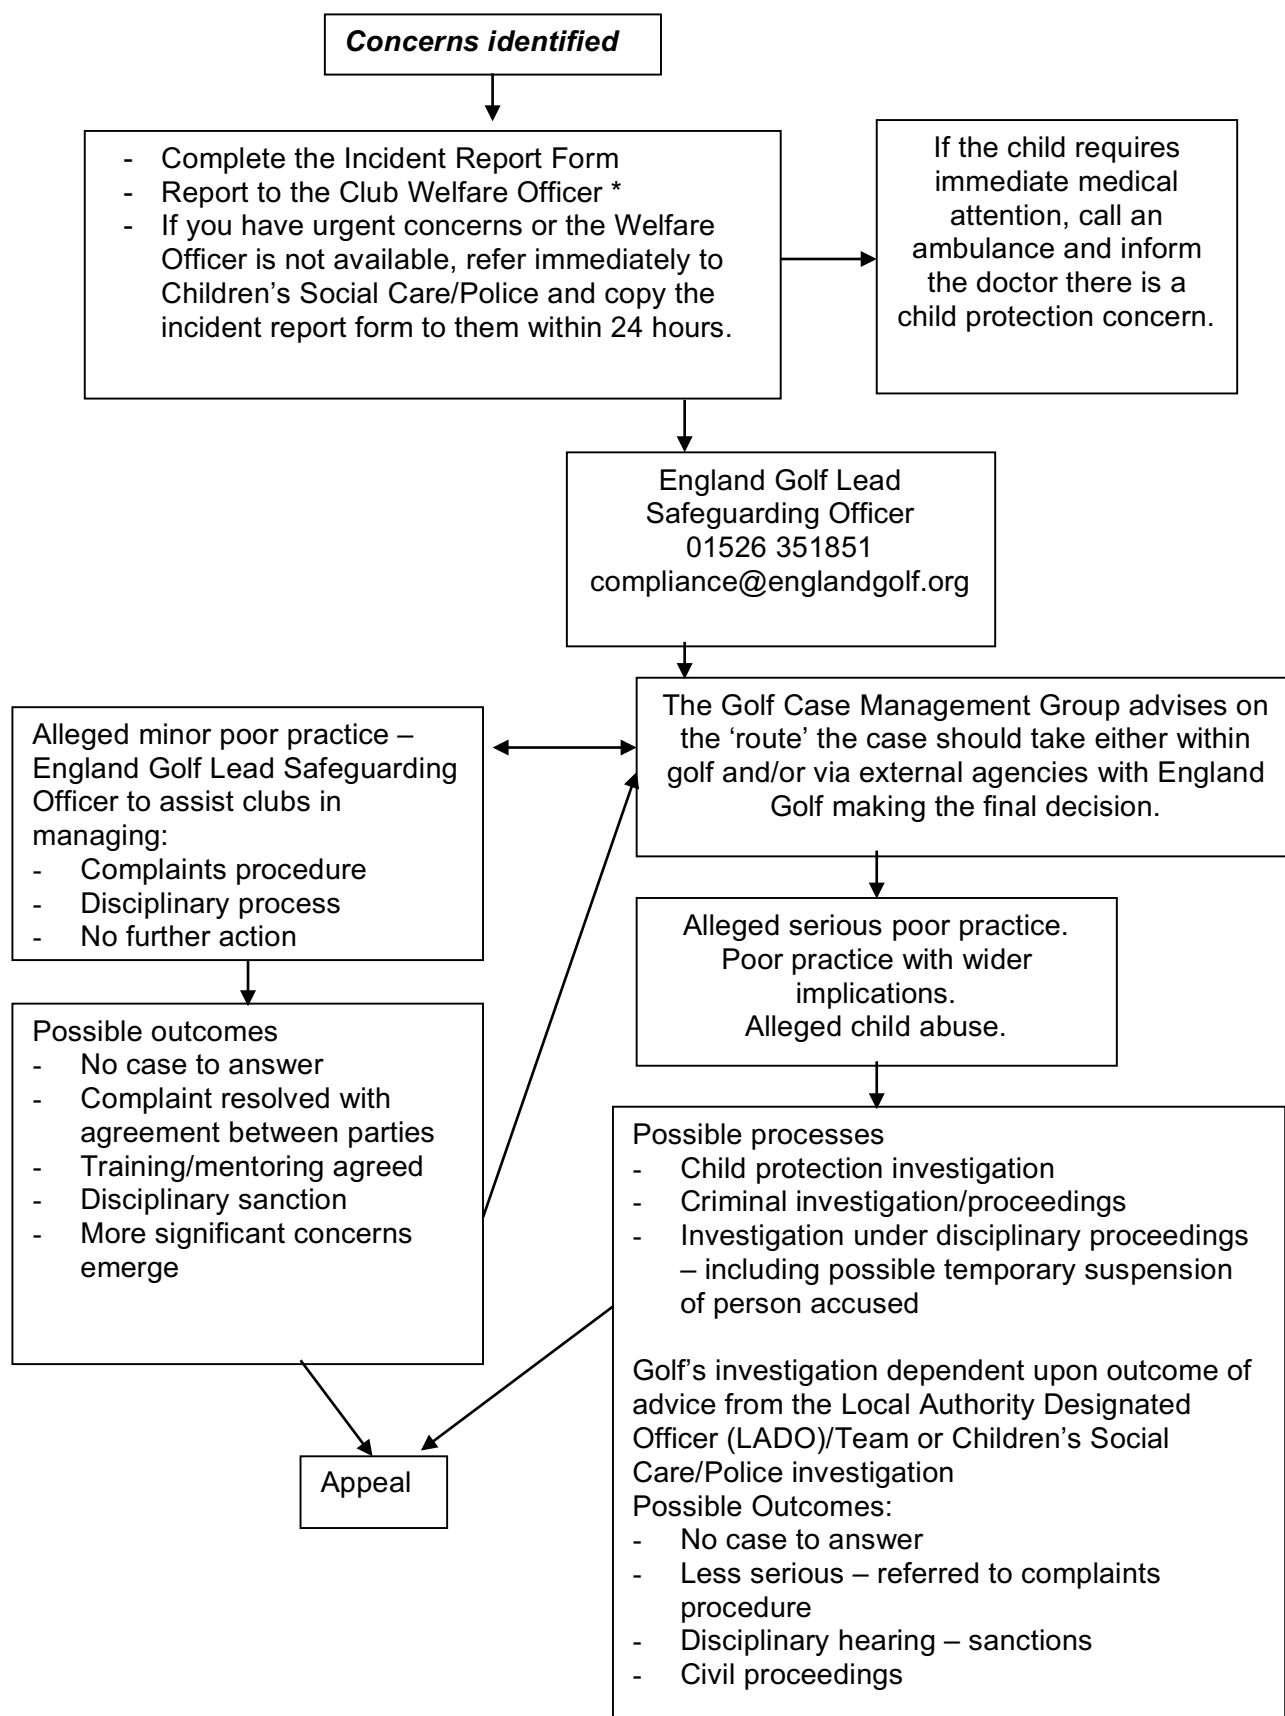 Concerns identified
- Complete the Incident Report Form
- Report to the Club Welfare Officer *
- If you have urgent concerns or the Welfare
Officer is not available, refer immediately to
Children’s Social Care/Police and copy the
incident report form to them within 24 hours.
If the child requires
immediate medical
attention, call an
ambulance and inform
the doctor there is a
child protection concern.
England Golf Lead
Safeguarding Officer
01526 351851
compliance@englandgolf.org
The Golf Case Management Group advises on
the ‘route’ the case should take either within
golf and/or via external agencies with England
Golf making the final decision.
Alleged minor poor practice –
England Golf Lead Safeguarding
Officer to assist clubs in
managing:
- Complaints procedure
- Disciplinary process
- No further action
Alleged serious poor practice.
Poor practice with wider
implications.
Alleged child abuse.
Possible outcomes
- No case to answer
- Complaint resolved with
agreement between parties
- Training/mentoring agreed
- Disciplinary sanction
- More significant concerns
emerge
Possible processes
- Child protection investigation
- Criminal investigation/proceedings
- Investigation under disciplinary proceedings
– including possible temporary suspension
of person accused
Golf’s investigation dependent upon outcome of
advice from the Local Authority Designated
Officer (LADO)/Team or Children’s Social
Care/Police investigation
Possible Outcomes:
- No case to answer
- Less serious – referred to complaints
procedure
- Disciplinary hearing – sanctions
- Civil proceedings
Appeal